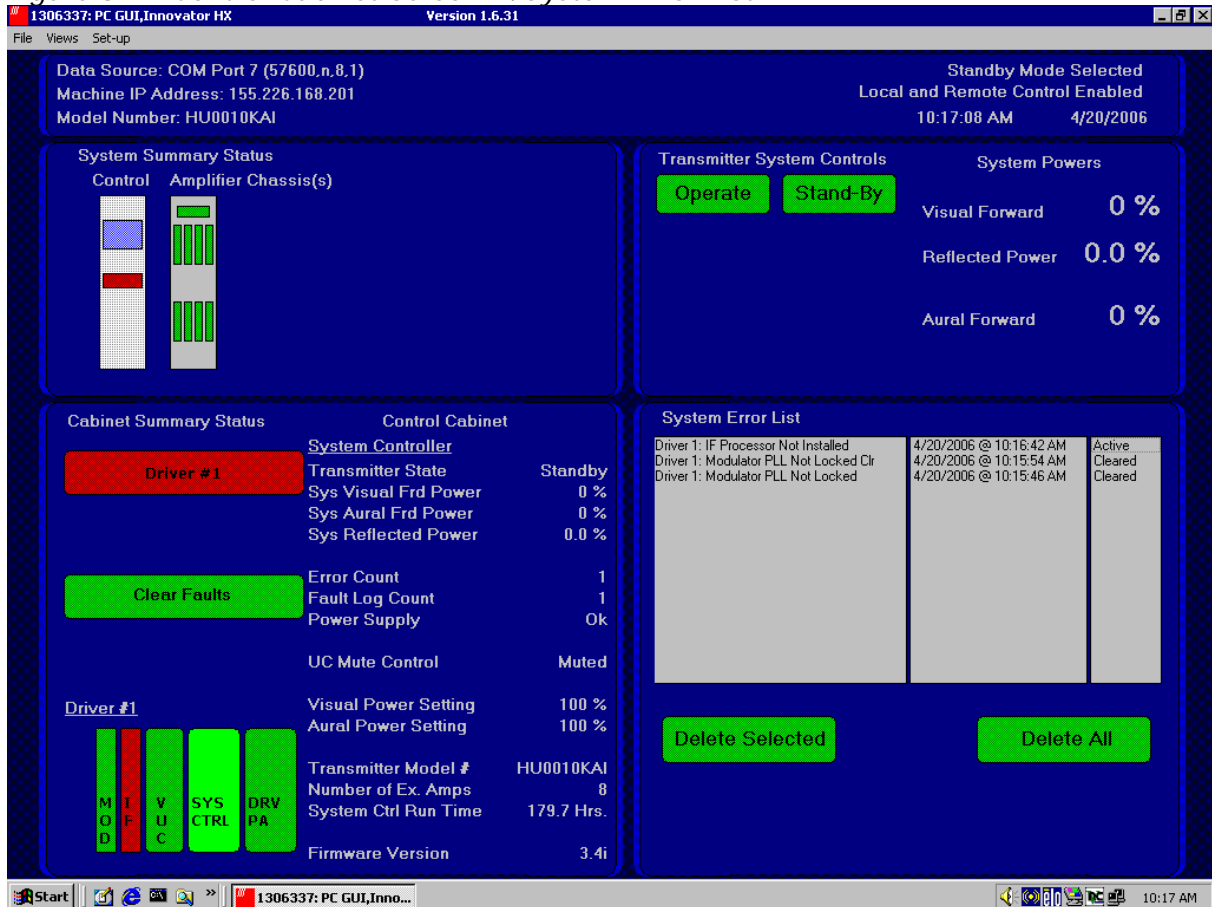 1306337: PC GUI,Innovator HX Version 1.6.31
File Views Set-up
Data Source: COM Port 7 (57600,n,8,1)
Machine IP Address: 155.226.168.201
Model Number: HU0010KAI
Standby Mode Selected
Local and Remote Control Enabled
10:17:08 AM 4/20/2006
System Summary Status
Control Amplifier Chassis(s)
Transmitter System Controls
Operate Stand-By
System Powers
Visual Forward 0 %
Reflected Power 0.0 %
Aural Forward 0 %
Cabinet Summary Status
Driver #1
Clear Faults
Driver #1
MOD IF VUC SYS CTRL DRV PA
Control Cabinet
System Controller
Transmitter State Standby
Sys Visual Frd Power 0 %
Sys Aural Frd Power 0 %
Sys Reflected Power 0.0 %
Error Count 1
Fault Log Count 1
Power Supply Ok
UC Mute Control Muted
Visual Power Setting 100 %
Aural Power Setting 100 %
Transmitter Model # HU0010KAI
Number of Ex. Amps 8
System Ctrl Run Time 179.7 Hrs.
Firmware Version 3.4i
System Error List
Driver 1: IF Processor Not Installed 4/20/2006 @ 10:16:42 AM Active
Driver 1: Modulator PLL Not Locked Clr 4/20/2006 @ 10:15:54 AM Cleared
Driver 1: Modulator PLL Not Locked 4/20/2006 @ 10:15:46 AM Cleared
Delete Selected Delete All
Start » 1306337: PC GUI,Inno... 10:17 AM